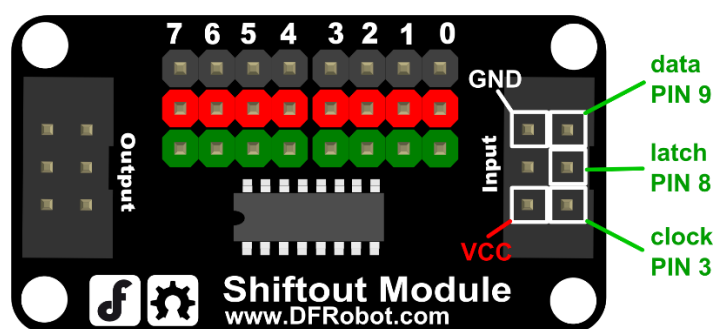 7 6 5 4 3 2 1 0
GND
data
PIN 9
Output
Input
latch
PIN 8
VCC
clock
PIN 3
Shiftout Module
www.DFRobot.com